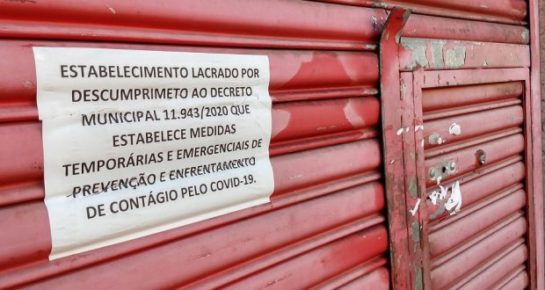 ESTABELECIMENTO LACRADO POR
DESCUMPRIMETO AO DECRETO
MUNICIPAL 11.943/2020 QUE
ESTABELECE MEDIDAS
TEMPORÁRIAS E EMERGENCIAIS DE
PREVENÇÃO E ENFRENTAMENTO
DE CONTÁGIO PELO COVID-19.